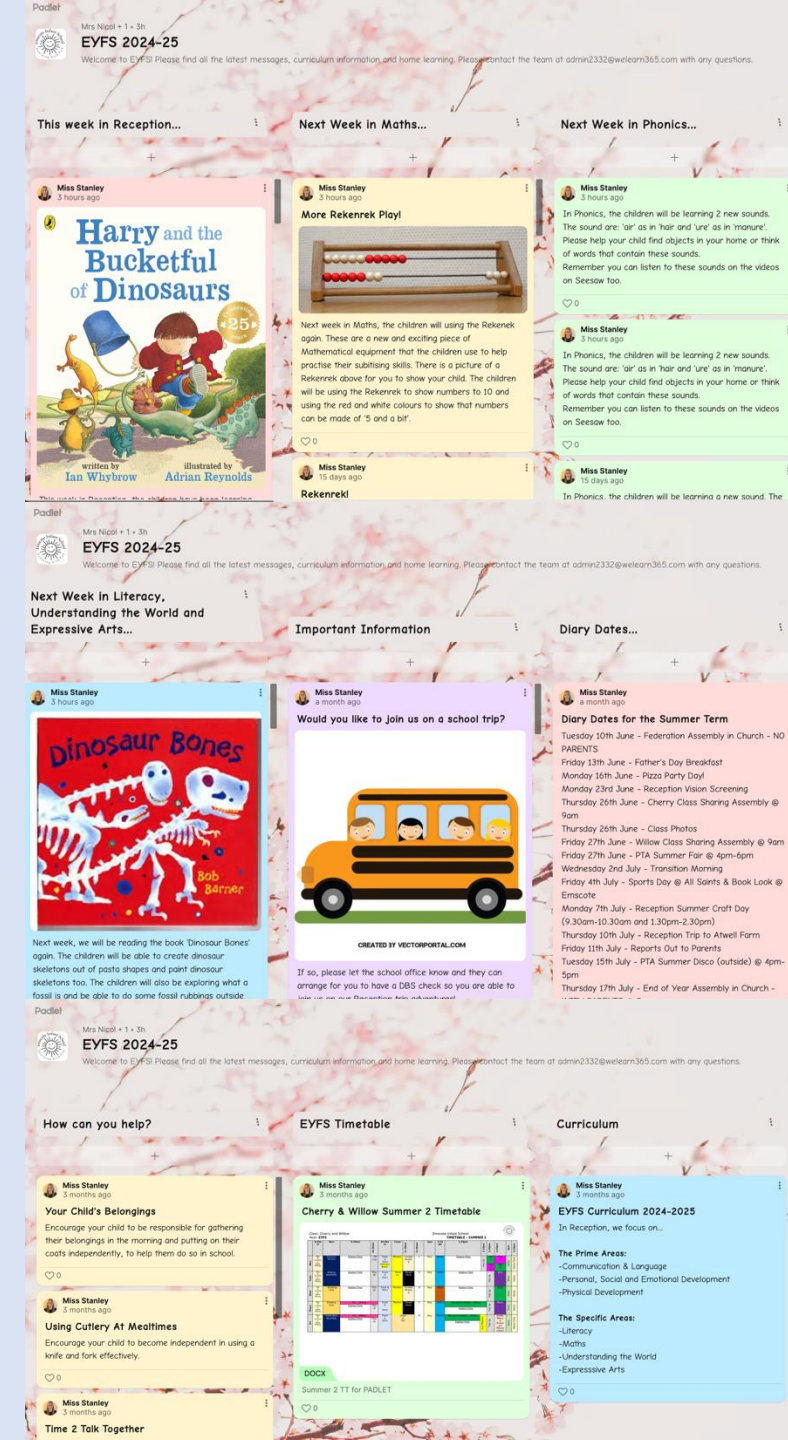 Padlet
Mrs Nicol + 1 • 3h
EYFS 2024-25
Welcome to EYFS! Please find all the latest messages, curriculum information and home learning. Please contact the team at admin2332@welearn365.com with any questions.
This week in Reception...
Miss Stanley
3 hours ago
Harry and the
Bucketful
of Dinosaurs
25
written by
Ian Whybrow
illustrated by
Adrian Reynolds
This week in Reception, the children have been learning
Next Week in Maths...
Miss Stanley
3 hours ago
More Rekenrek Play!
Next week in Maths, the children will using the Rekenek
again. These are a new and exciting piece of
Mathematical equipment that the children use to help
practise their subitising skills. There is a picture of a
Rekenrek above for you to show your child. The children
will be using the Rekenrek to show numbers to 10 and
using the red and white colours to show that numbers
can be made of '5 and a bit'.
0
Miss Stanley
15 days ago
Rekenrek!
Next Week in Phonics...
Miss Stanley
3 hours ago
In Phonics, the children will be learning 2 new sounds.
The sound are: 'air' as in 'hair and 'ure' as in 'manure'.
Please help your child find objects in your home or think
of words that contain these sounds.
Remember you can listen to these sounds on the videos
on Seesaw too.
0
Miss Stanley
3 hours ago
In Phonics, the children will be learning 2 new sounds.
The sound are: 'air' as in 'hair and 'ure' as in 'manure'.
Please help your child find objects in your home or think
of words that contain these sounds.
Remember you can listen to these sounds on the videos
on Seesaw too.
0
Miss Stanley
15 days ago
In Phonics, the children will be learning a new sound. The
Padlet
Mrs Nicol + 1 • 3h
EYFS 2024-25
Welcome to EYFS! Please find all the latest messages, curriculum information and home learning. Please contact the team at admin2332@welearn365.com with any questions.
Next Week in Literacy,
Understanding the World and
Expressive Arts...
Miss Stanley
3 hours ago
Dinosaur Bones
Bob
Barner
Next week, we will be reading the book 'Dinosaur Bones'
again. The children will be able to create dinosaur
skeletons out of pasta shapes and paint dinosaur
skeletons too. The children will also be exploring what a
fossil is and be able to do some fossil rubbings outside
Important Information
Miss Stanley
a month ago
Would you like to join us on a school trip?
CREATED BY VECTORPORTAL.COM
If so, please let the school office know and they can
arrange for you to have a DBS check so you are able to
join us on our Reception trip adventures!
Diary Dates...
Miss Stanley
a month ago
Diary Dates for the Summer Term
Tuesday 10th June - Federation Assembly in Church - NO
PARENTS
Friday 13th June - Father's Day Breakfast
Monday 16th June - Pizza Party Day!
Monday 23rd June - Reception Vision Screening
Thursday 26th June - Cherry Class Sharing Assembly @
9am
Thursday 26th June - Class Photos
Friday 27th June - Willow Class Sharing Assembly @ 9am
Friday 27th June - PTA Summer Fair @ 4pm-6pm
Wednesday 2nd July - Transition Morning
Friday 4th July - Sports Day @ All Saints & Book Look @
Emscote
Monday 7th July - Reception Summer Craft Day
(9.30am-10.30am and 1.30pm-2.30pm)
Thursday 10th July - Reception Trip to Atwell Farm
Friday 11th July - Reports Out to Parents
Tuesday 15th July - PTA Summer Disco (outside) @ 4pm-
5pm
Thursday 17th July - End of Year Assembly in Church -
Padlet
Mrs Nicol + 1 • 3h
EYFS 2024-25
Welcome to EYFS! Please find all the latest messages, curriculum information and home learning. Please contact the team at admin2332@welearn365.com with any questions.
How can you help?
Miss Stanley
3 months ago
Your Child's Belongings
Encourage your child to be responsible for gathering
their belongings in the morning and putting on their
coats independently, to help them do so in school.
0
Miss Stanley
3 months ago
Using Cutlery At Mealtimes
Encourage your child to become independent in using a
knife and fork effectively.
0
Miss Stanley
3 months ago
Time 2 Talk Together
EYFS Timetable
Miss Stanley
3 months ago
Cherry & Willow Summer 2 Timetable
DOCX
Summer 2 TT for PADLET
0
Curriculum
Miss Stanley
3 months ago
EYFS Curriculum 2024-2025
In Reception, we focus on...
The Prime Areas:
-Communication & Language
-Personal, Social and Emotional Development
-Physical Development
The Specific Areas:
-Literacy
-Maths
-Understanding the World
-Expresssive Arts
0